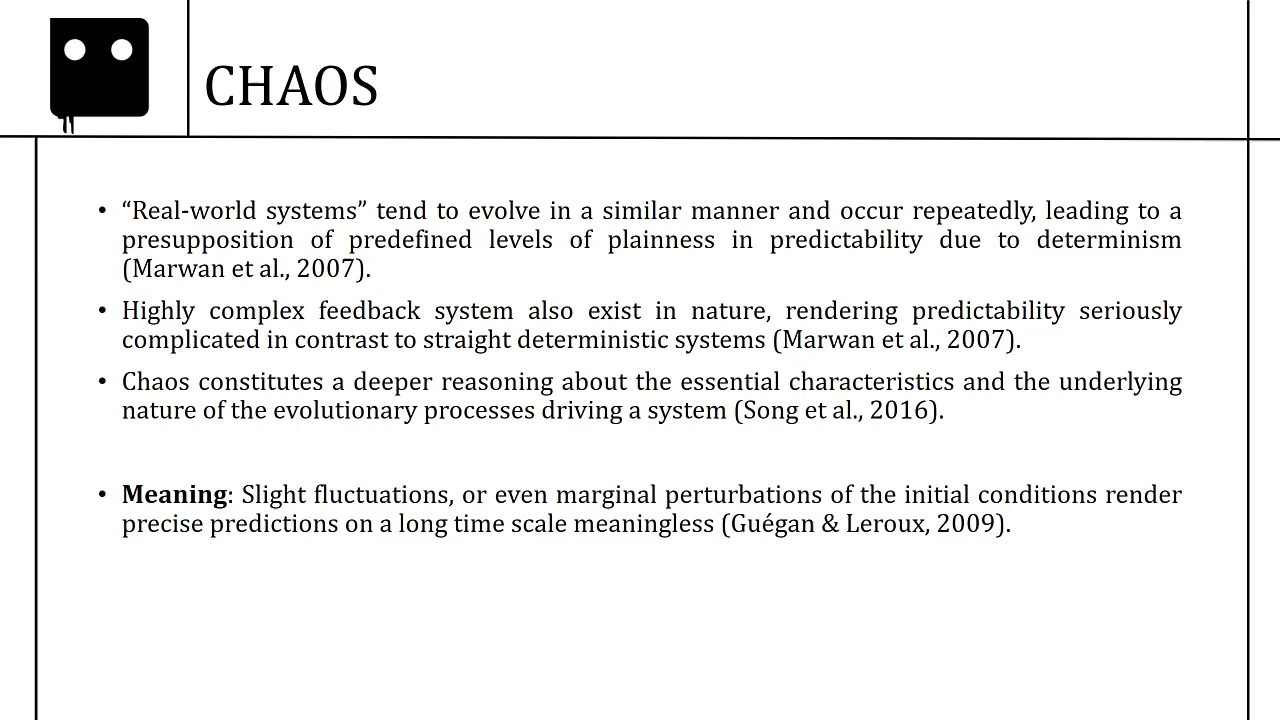 CHAOS
• “Real-world systems” tend to evolve in a similar manner and occur repeatedly, leading to a
presupposition of predefined levels of plainness in predictability due to determinism
(Marwan et al., 2007).
• Highly complex feedback system also exist in nature, rendering predictability seriously
complicated in contrast to straight deterministic systems (Marwan et al., 2007).
• Chaos constitutes a deeper reasoning about the essential characteristics and the underlying
nature of the evolutionary processes driving a system (Song et al., 2016).
• Meaning: Slight fluctuations, or even marginal perturbations of the initial conditions render
precise predictions on a long time scale meaningless (Guégan & Leroux, 2009).